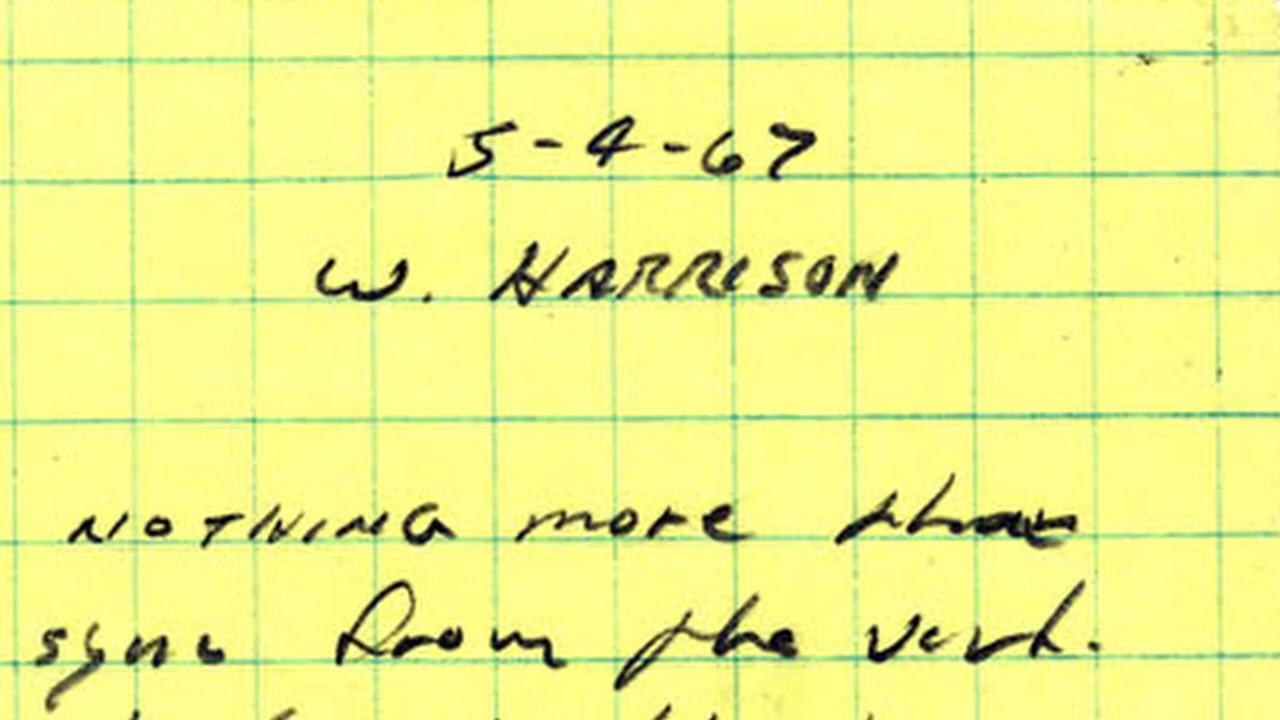 5-4-67
W. HARRISON
NOTHING more than
sync from the vert.